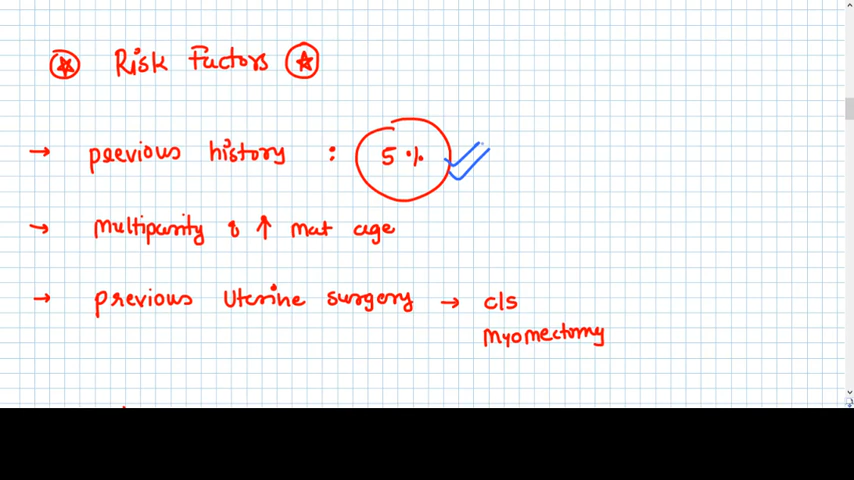 Risk Factors
→ previous history : 5%
→ multiparity & ↑ mat age
→ previous Uterine surgery → c/s
myomectomy